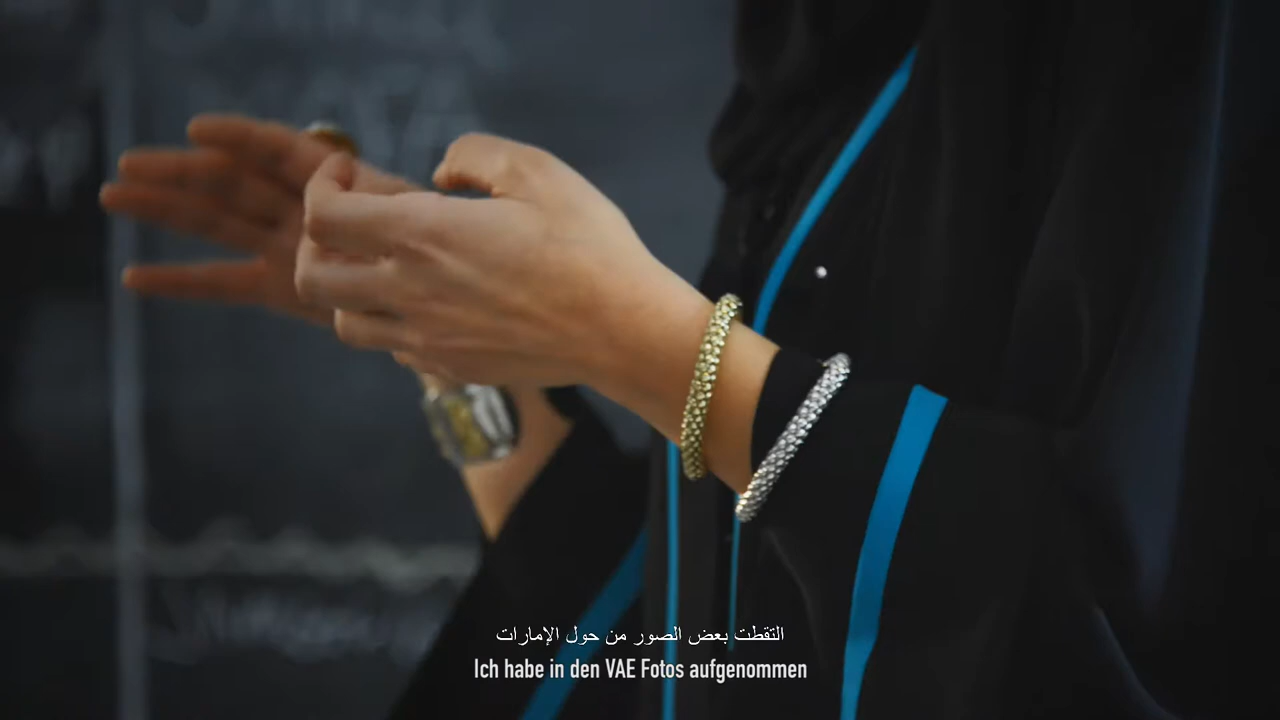 التقطت بعض الصور من حول الإمارات
Ich habe in den VAE Fotos aufgenommen